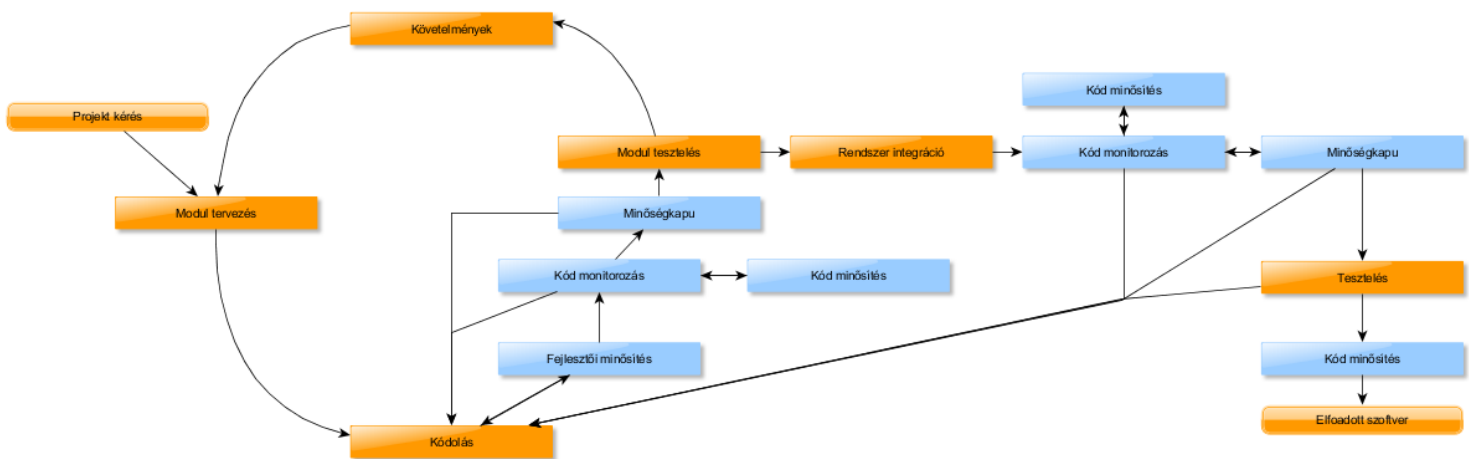 Követelmények
Projekt kérés
Modul tervezés
Modul tesztelés
Rendszer integráció
Kód minősítés
Kód monitorozás
Minőségkapu
Minőségkapu
Kód monitorozás
Kód minősítés
Fejlesztői minősítés
Kódolás
Tesztelés
Kód minősítés
Elfoadott szoftver